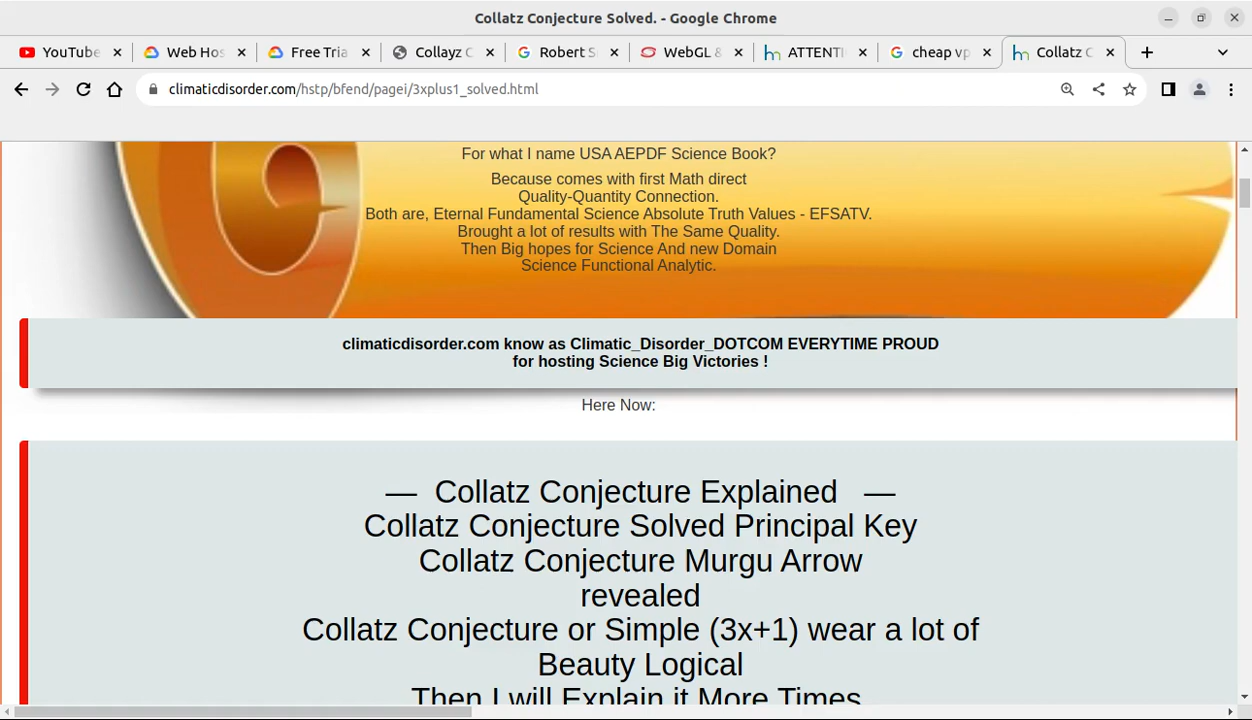 Collatz Conjecture Solved. - Google Chrome
YouTube
Web Hos
Free Tria
Collayz C
Robert S
WebGL &
ATTENTI
cheap vp
Collatz C
climaticdisorder.com/hstp/bfend/pagei/3xplus1_solved.html
For what I name USA AEPDF Science Book?
Because comes with first Math direct
Quality-Quantity Connection.
Both are, Eternal Fundamental Science Absolute Truth Values - EFSATV.
Brought a lot of results with The Same Quality.
Then Big hopes for Science And new Domain
Science Functional Analytic.
climaticdisorder.com know as Climatic_Disorder_DOTCOM EVERYTIME PROUD
for hosting Science Big Victories !
Here Now:
— Collatz Conjecture Explained —
Collatz Conjecture Solved Principal Key
Collatz Conjecture Murgu Arrow
revealed
Collatz Conjecture or Simple (3x+1) wear a lot of
Beauty Logical
Then I will Explain it More Times